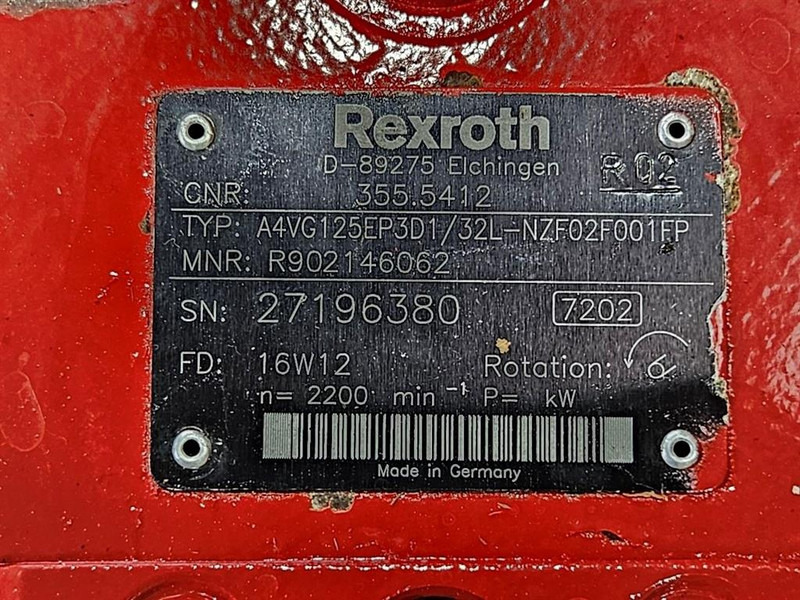 Rexroth
D-89275 Elchingen
R 02
CNR: 355.5412
TYP: A4VG125EP3D1/32L-NZF02F001FP
MNR: R902146062
SN: 27196380 7202
FD: 16W12 Rotation:
n= 2200 min⁻¹ P= kW
Made in Germany